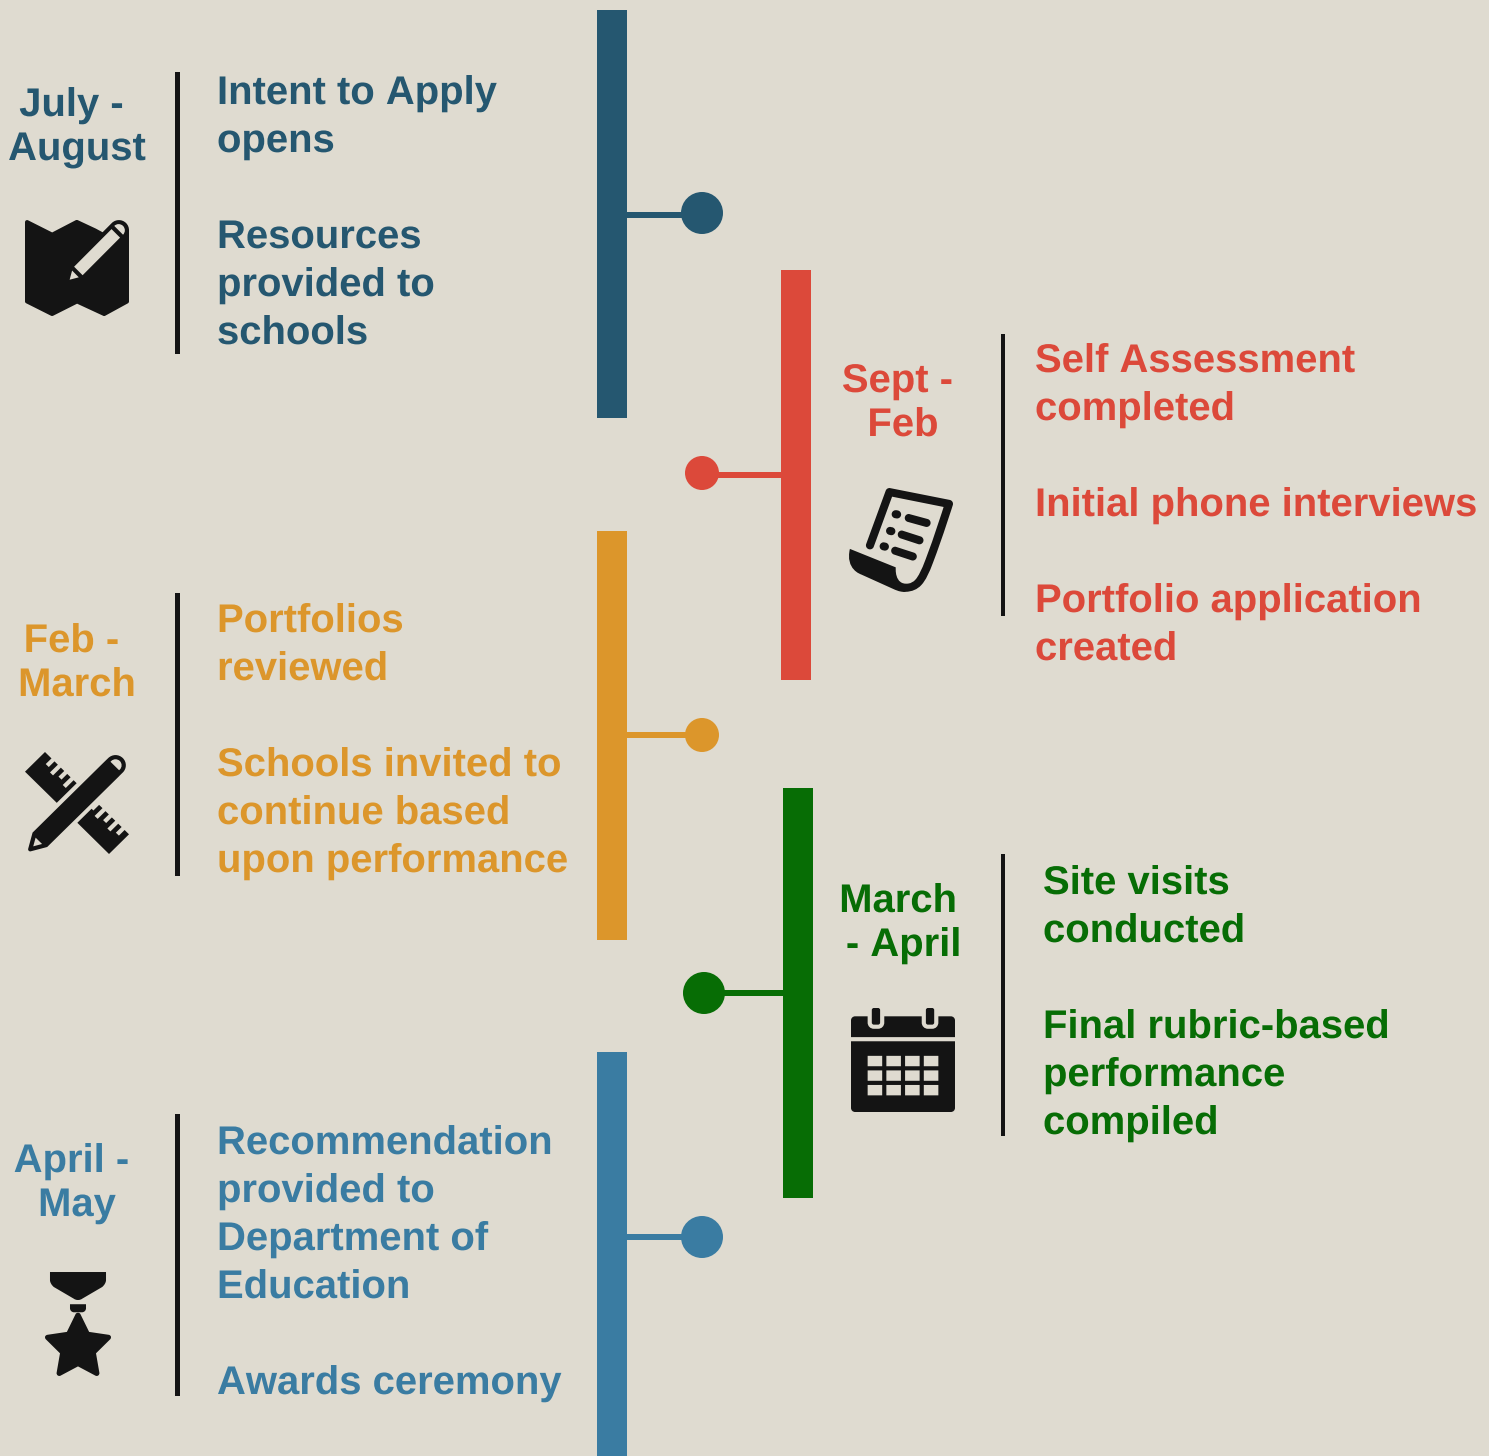 July -
August
Intent to Apply
opens
Resources
provided to
schools
Sept -
Feb
Self Assessment
completed
Initial phone interviews
Portfolio application
created
Feb -
March
Portfolios
reviewed
Schools invited to
continue based
upon performance
March
- April
Site visits
conducted
Final rubric-based
performance
compiled
April -
May
Recommendation
provided to
Department of
Education
Awards ceremony